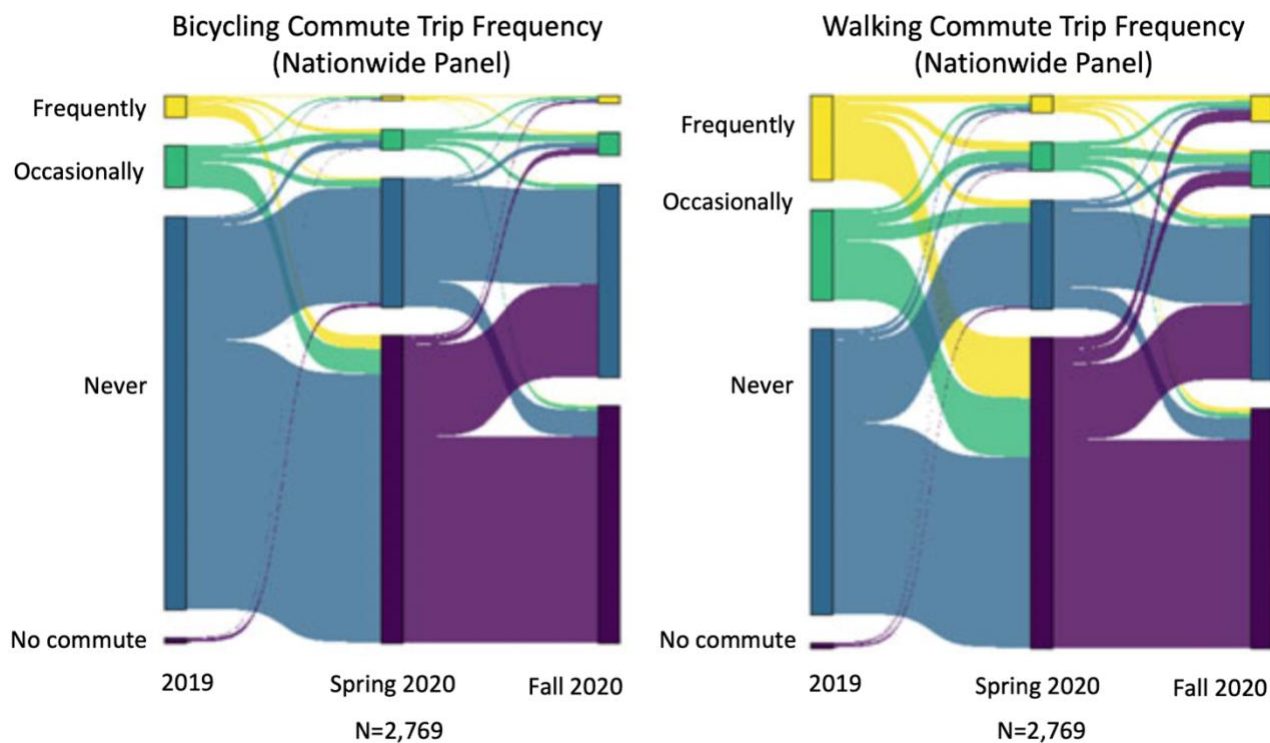 Bicycling Commute Trip Frequency
(Nationwide Panel)
Frequently
Occasionally
Never
No commute
2019
Spring 2020
Fall 2020
N=2,769
Walking Commute Trip Frequency
(Nationwide Panel)
Frequently
Occasionally
Never
No commute
2019
Spring 2020
Fall 2020
N=2,769